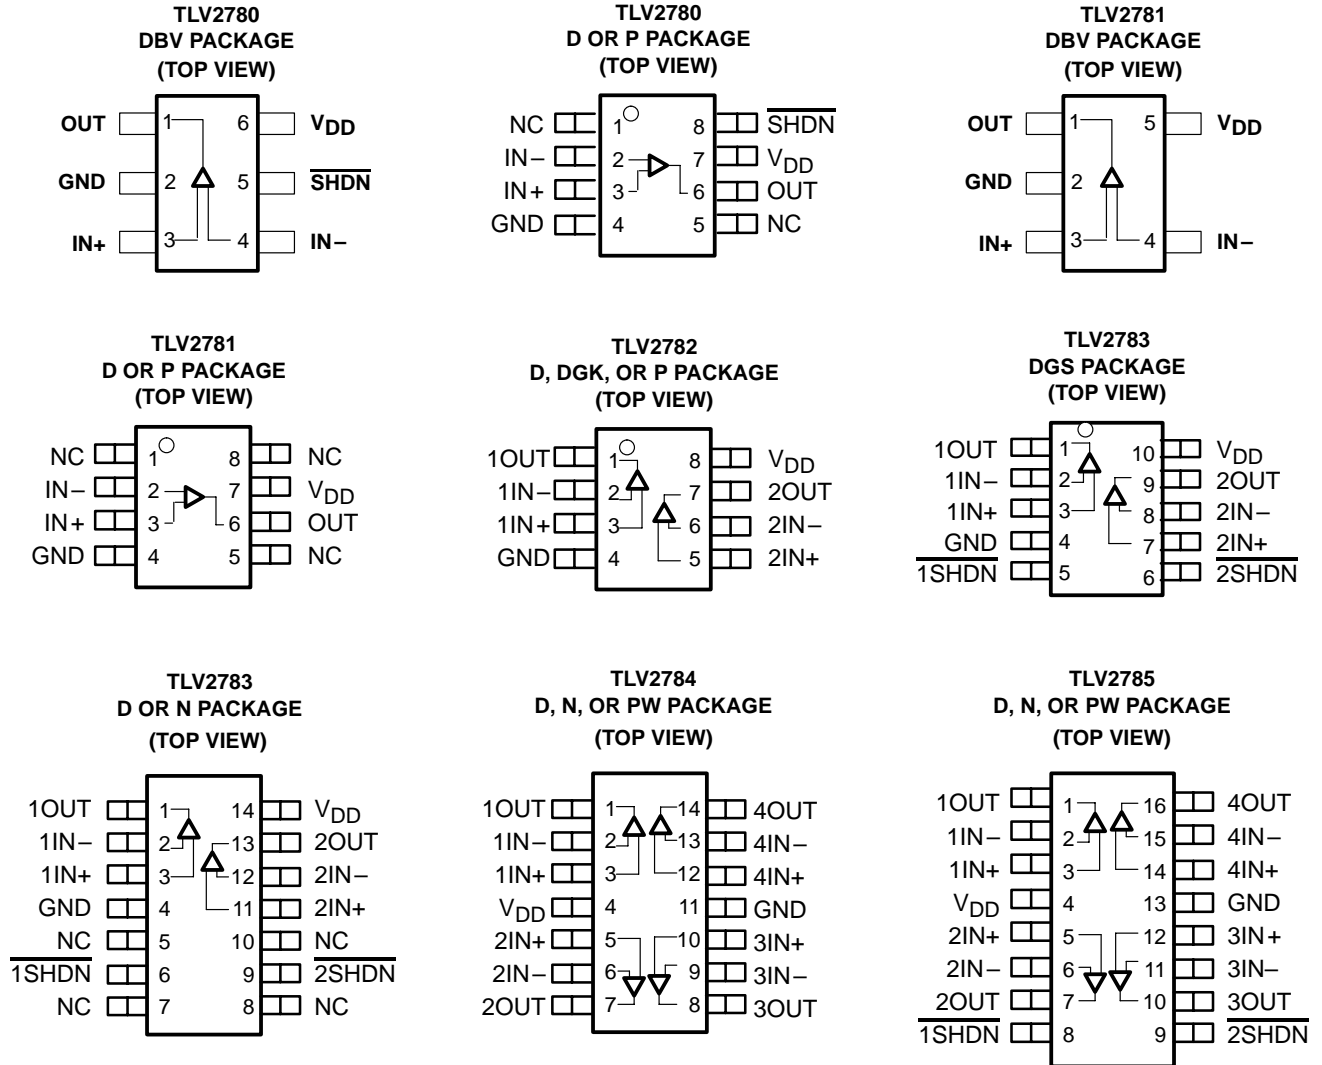 TLV2780
DBV PACKAGE
(TOP VIEW)
OUT 1 6 VDD
GND 2 5 SHDN
IN+ 3 4 IN−
TLV2780
D OR P PACKAGE
(TOP VIEW)
NC 1 8 SHDN
IN− 2 7 VDD
IN+ 3 6 OUT
GND 4 5 NC
TLV2781
DBV PACKAGE
(TOP VIEW)
OUT 1 5 VDD
GND 2
IN+ 3 4 IN−
TLV2781
D OR P PACKAGE
(TOP VIEW)
NC 1 8 NC
IN− 2 7 VDD
IN+ 3 6 OUT
GND 4 5 NC
TLV2782
D, DGK, OR P PACKAGE
(TOP VIEW)
1OUT 1 8 VDD
1IN− 2 7 2OUT
1IN+ 3 6 2IN−
GND 4 5 2IN+
TLV2783
DGS PACKAGE
(TOP VIEW)
1OUT 1 10 VDD
1IN− 2 9 2OUT
1IN+ 3 8 2IN−
GND 4 7 2IN+
1SHDN 5 6 2SHDN
TLV2783
D OR N PACKAGE
(TOP VIEW)
1OUT 1 14 VDD
1IN− 2 13 2OUT
1IN+ 3 12 2IN−
GND 4 11 2IN+
NC 5 10 NC
1SHDN 6 9 2SHDN
NC 7 8 NC
TLV2784
D, N, OR PW PACKAGE
(TOP VIEW)
1OUT 1 14 4OUT
1IN− 2 13 4IN−
1IN+ 3 12 4IN+
VDD 4 11 GND
2IN+ 5 10 3IN+
2IN− 6 9 3IN−
2OUT 7 8 3OUT
TLV2785
D, N, OR PW PACKAGE
(TOP VIEW)
1OUT 1 16 4OUT
1IN− 2 15 4IN−
1IN+ 3 14 4IN+
VDD 4 13 GND
2IN+ 5 12 3IN+
2IN− 6 11 3IN−
2OUT 7 10 3OUT
1SHDN 8 9 2SHDN